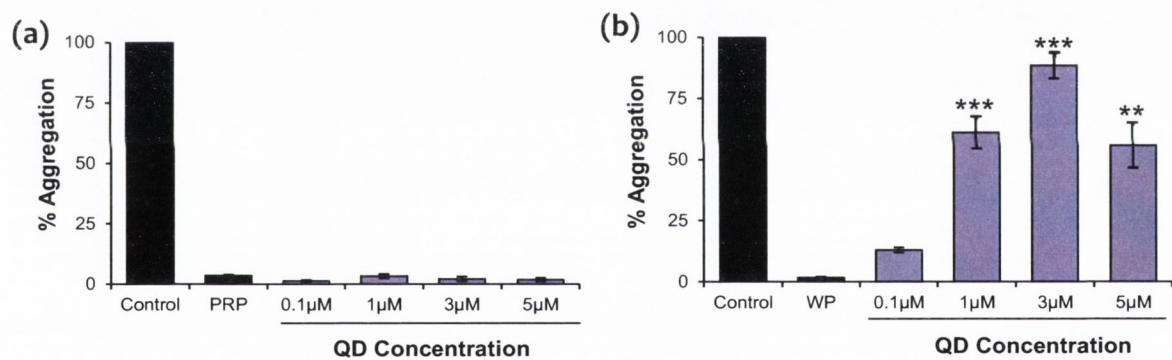 (a)
% Aggregation
100
75
50
25
0
Control PRP 0.1µM 1µM 3µM 5µM
QD Concentration
(b)
% Aggregation
100
75
50
25
0
*** *** **
Control WP 0.1µM 1µM 3µM 5µM
QD Concentration